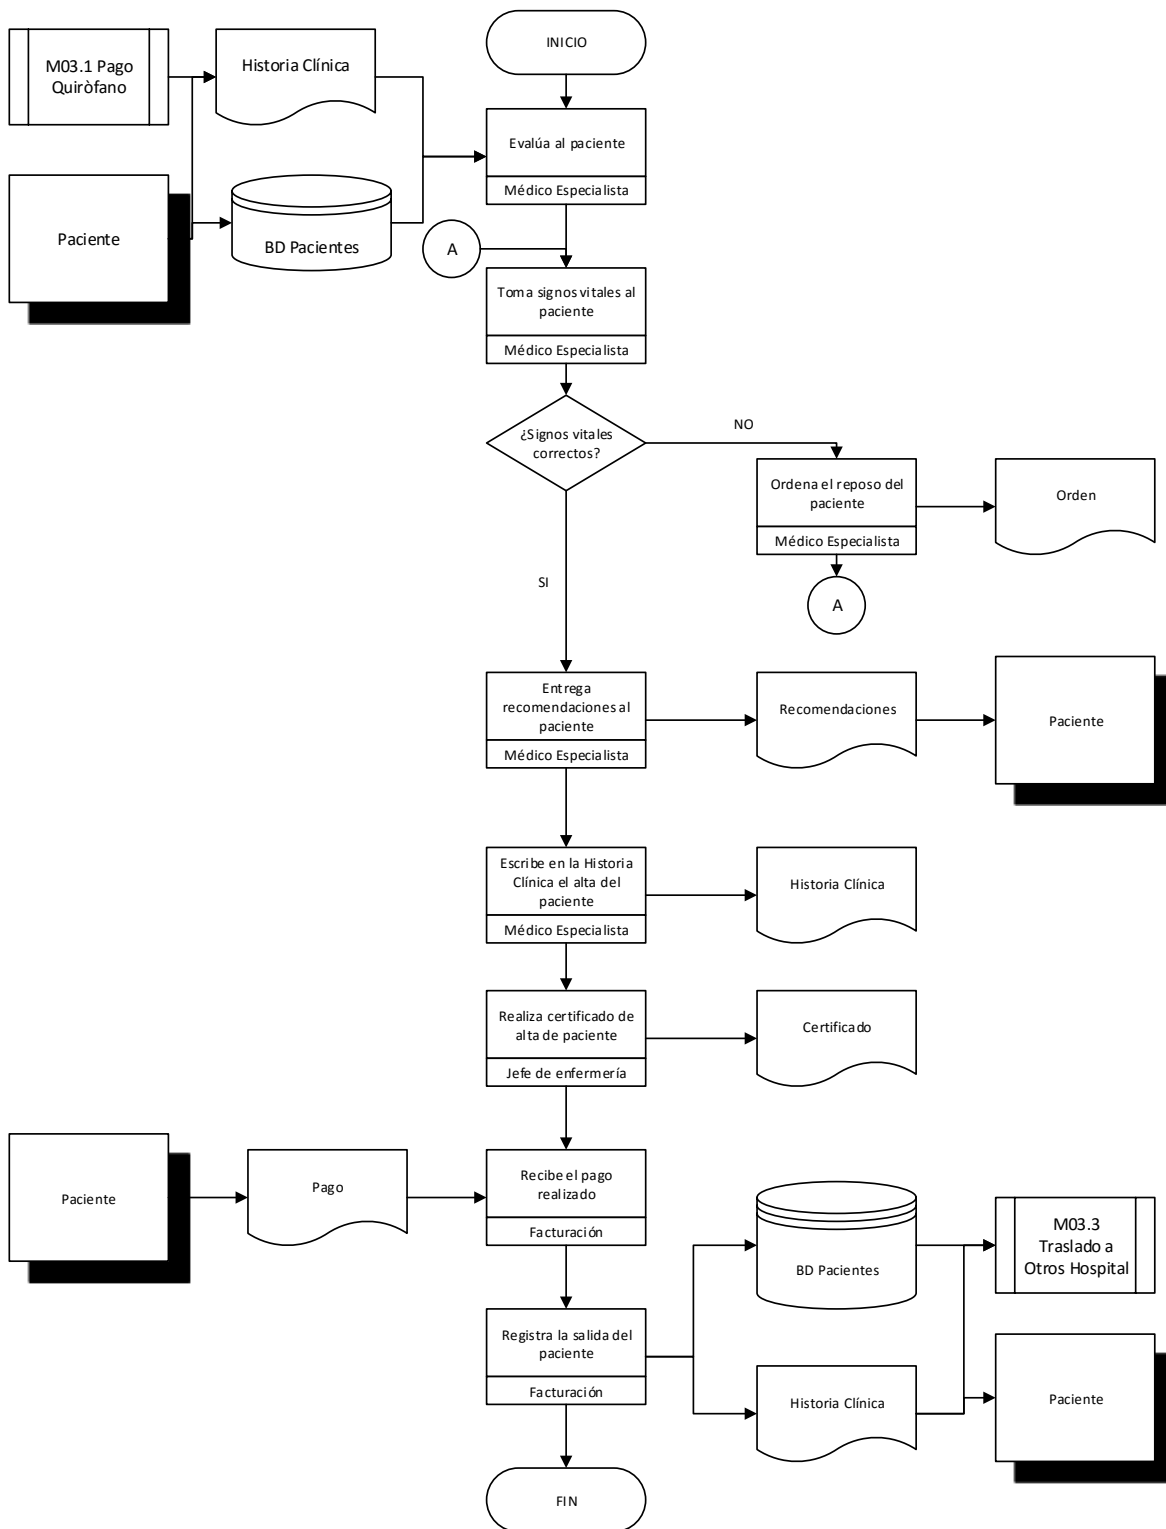 INICIO
M03.1 Pago
Quiròfano
Historia Clínica
Evalúa al paciente
Médico Especialista
Paciente
BD Pacientes
A
Toma signos vitales al
paciente
Médico Especialista
¿Signos vitales
correctos?
NO
Ordena el reposo del
paciente
Médico Especialista
Orden
SI
A
Entrega
recomendaciones al
paciente
Médico Especialista
Recomendaciones
Paciente
Escribe en la Historia
Clínica el alta del
paciente
Médico Especialista
Historia Clínica
Realiza certificado de
alta de paciente
Jefe de enfermería
Certificado
Paciente
Pago
Recibe el pago
realizado
Facturación
BD Pacientes
M03.3
Traslado a
Otros Hospital
Registra la salida del
paciente
Facturación
Historia Clínica
Paciente
FIN